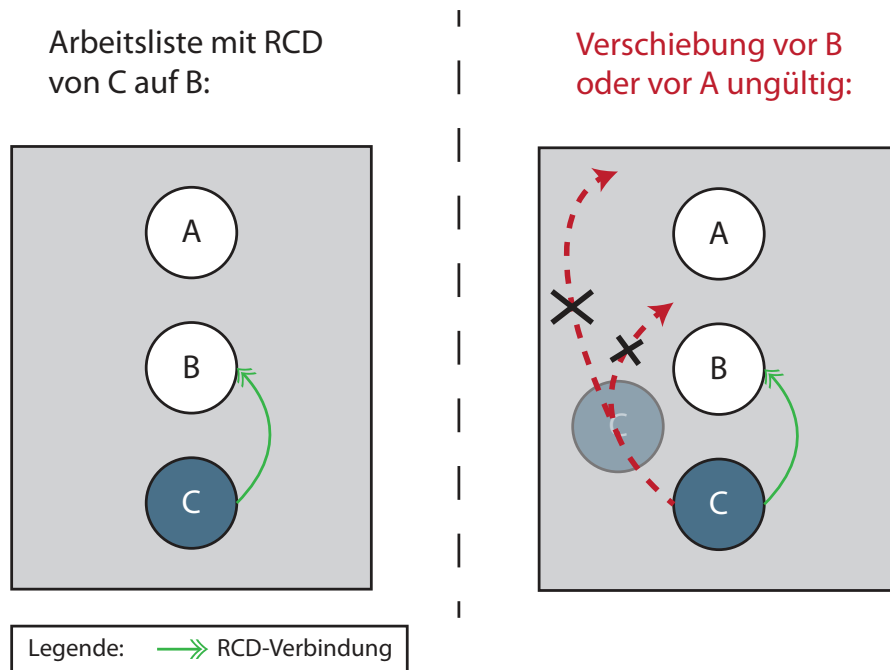 Arbeitsliste mit RCD
von C auf B:
Verschiebung vor B
oder vor A ungültig:
A
B
C
A
B
C
C
Legende: RCD-Verbindung